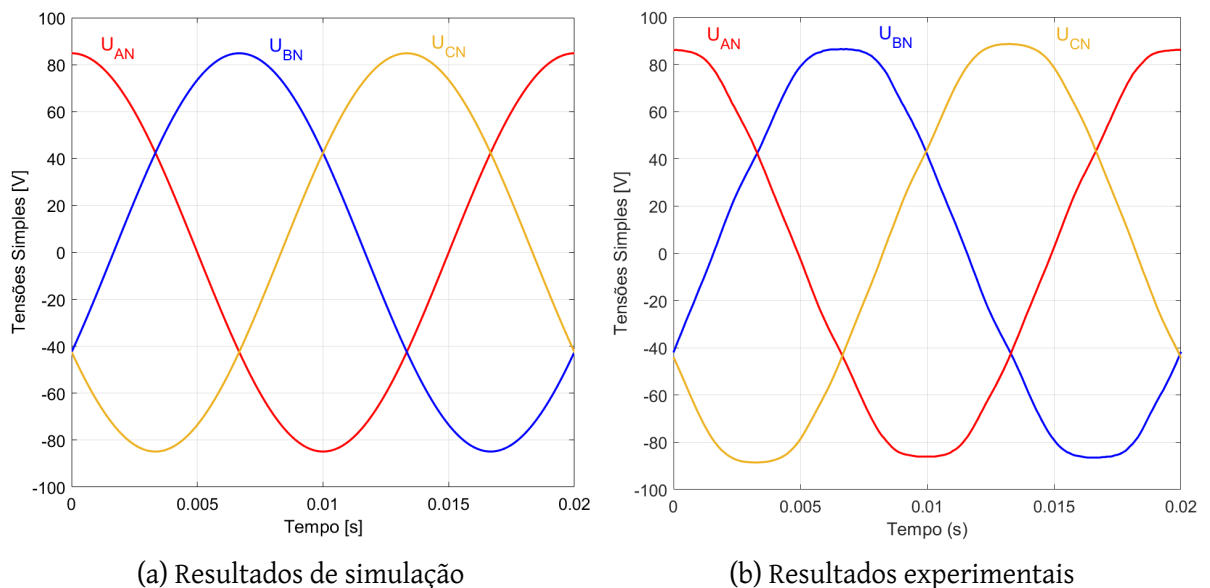 100
80
60
40
20
0
-20
-40
-60
-80
-100
Tensões Simples [V]
U_AN
U_BN
U_CN
0
0.005
0.01
0.015
0.02
Tempo [s]
(a) Resultados de simulação
100
80
60
40
20
0
-20
-40
-60
-80
-100
Tensões Simples [V]
U_AN
U_BN
U_CN
0
0.005
0.01
0.015
0.02
Tempo (s)
(b) Resultados experimentais